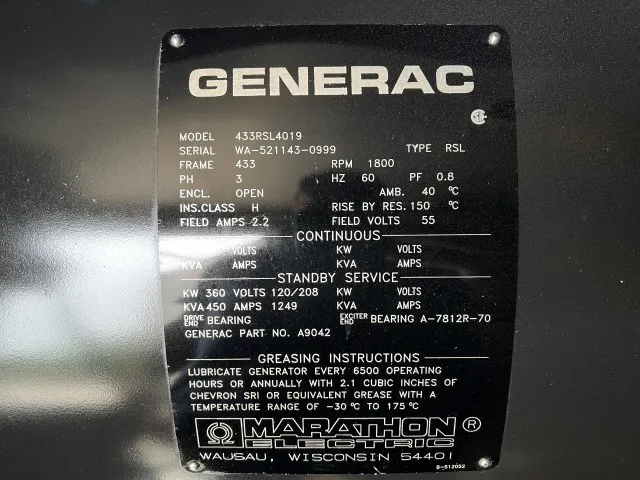 GENERAC
MODEL 433RSL4019
SERIAL WA-521143-0999 TYPE RSL
FRAME 433 RPM 1800
PH 3 HZ 60 PF 0.8
ENCL. OPEN AMB. 40 °C
INS.CLASS H RISE BY RES. 150 °C
FIELD AMPS 2.2 FIELD VOLTS 55
CONTINUOUS
VOLTS KW VOLTS
KVA AMPS KVA AMPS
STANDBY SERVICE
KW 360 VOLTS 120/208 KW VOLTS
KVA 450 AMPS 1249 KVA AMPS
DRIVE END BEARING EXCITER END BEARING A-7812R-70
GENERAC PART NO. A9042
GREASING INSTRUCTIONS
LUBRICATE GENERATOR EVERY 6500 OPERATING
HOURS OR ANNUALLY WITH 2.1 CUBIC INCHES OF
CHEVRON SRI OR EQUIVALENT GREASE WITH A
TEMPERATURE RANGE OF -30 °C TO 175 °C
MARATHON ®
ELECTRIC
WAUSAU, WISCONSIN 54401
B-512052